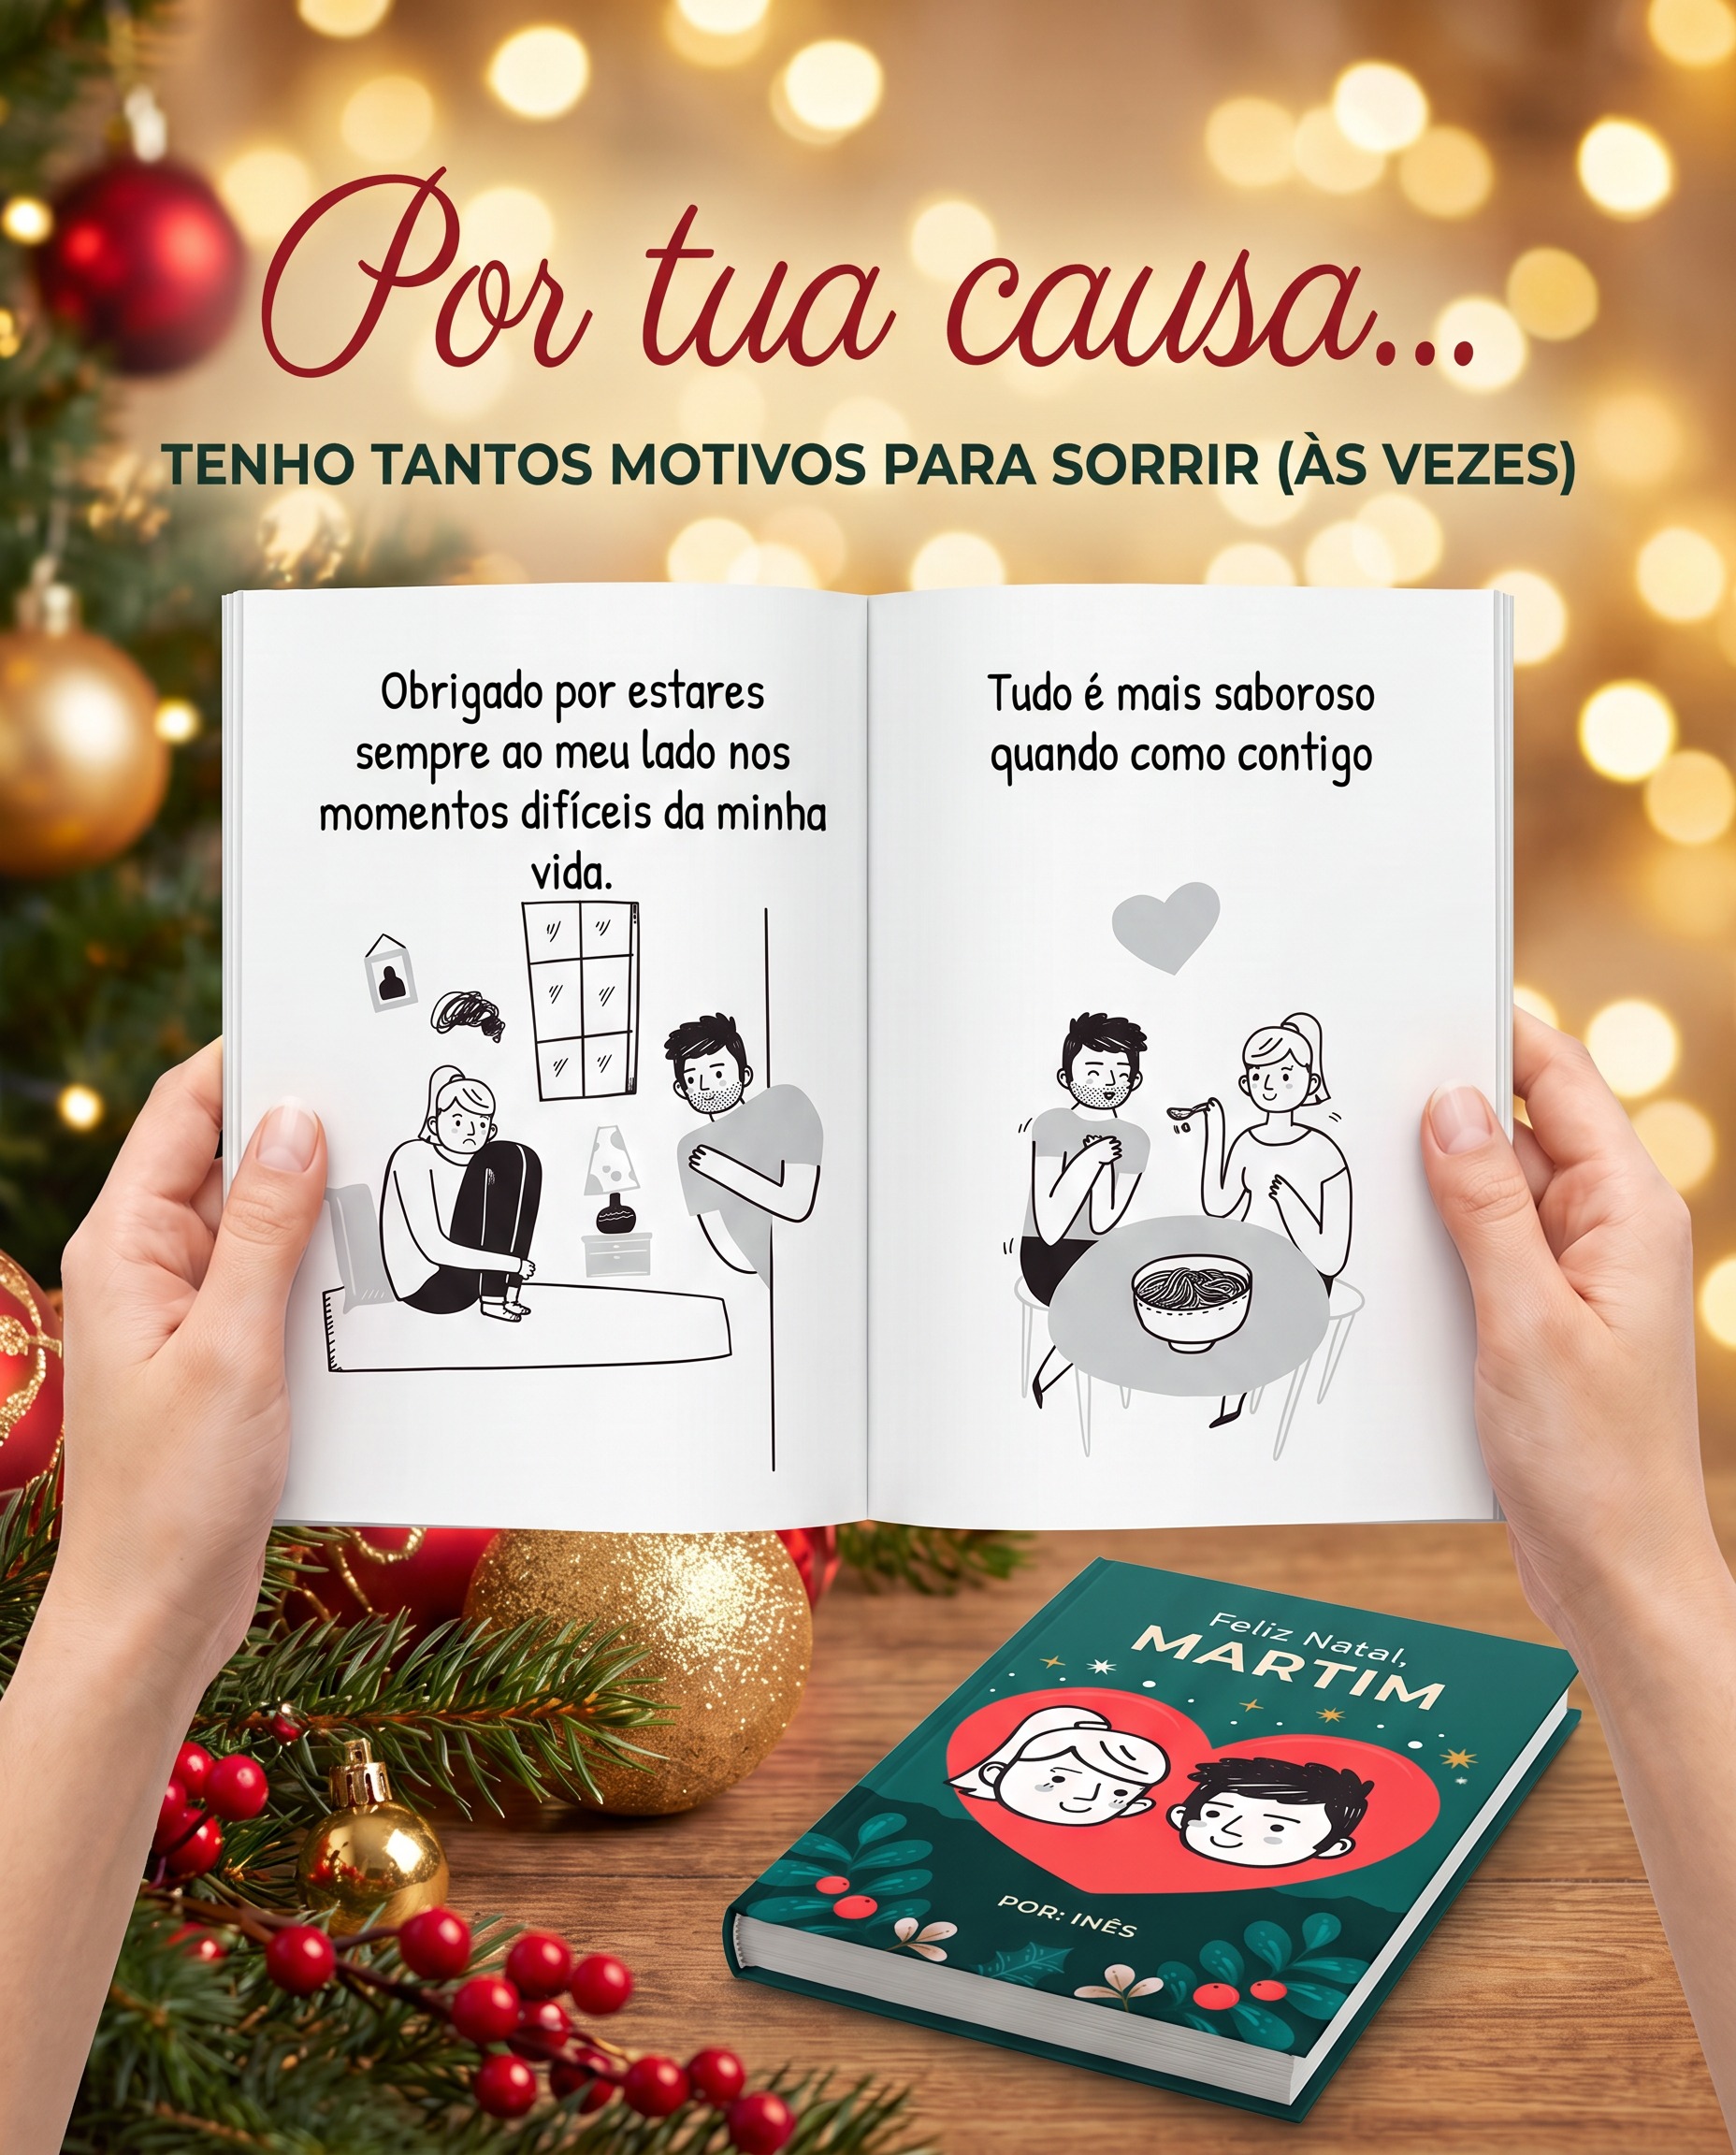 Por tua causa...
TENHO TANTOS MOTIVOS PARA SORRIR (ÀS VEZES)
Obrigado por estares
sempre ao meu lado nos
momentos difíceis da minha
vida.
Tudo é mais saboroso
quando como contigo
Feliz Natal,
MARTIM
POR: INÊS